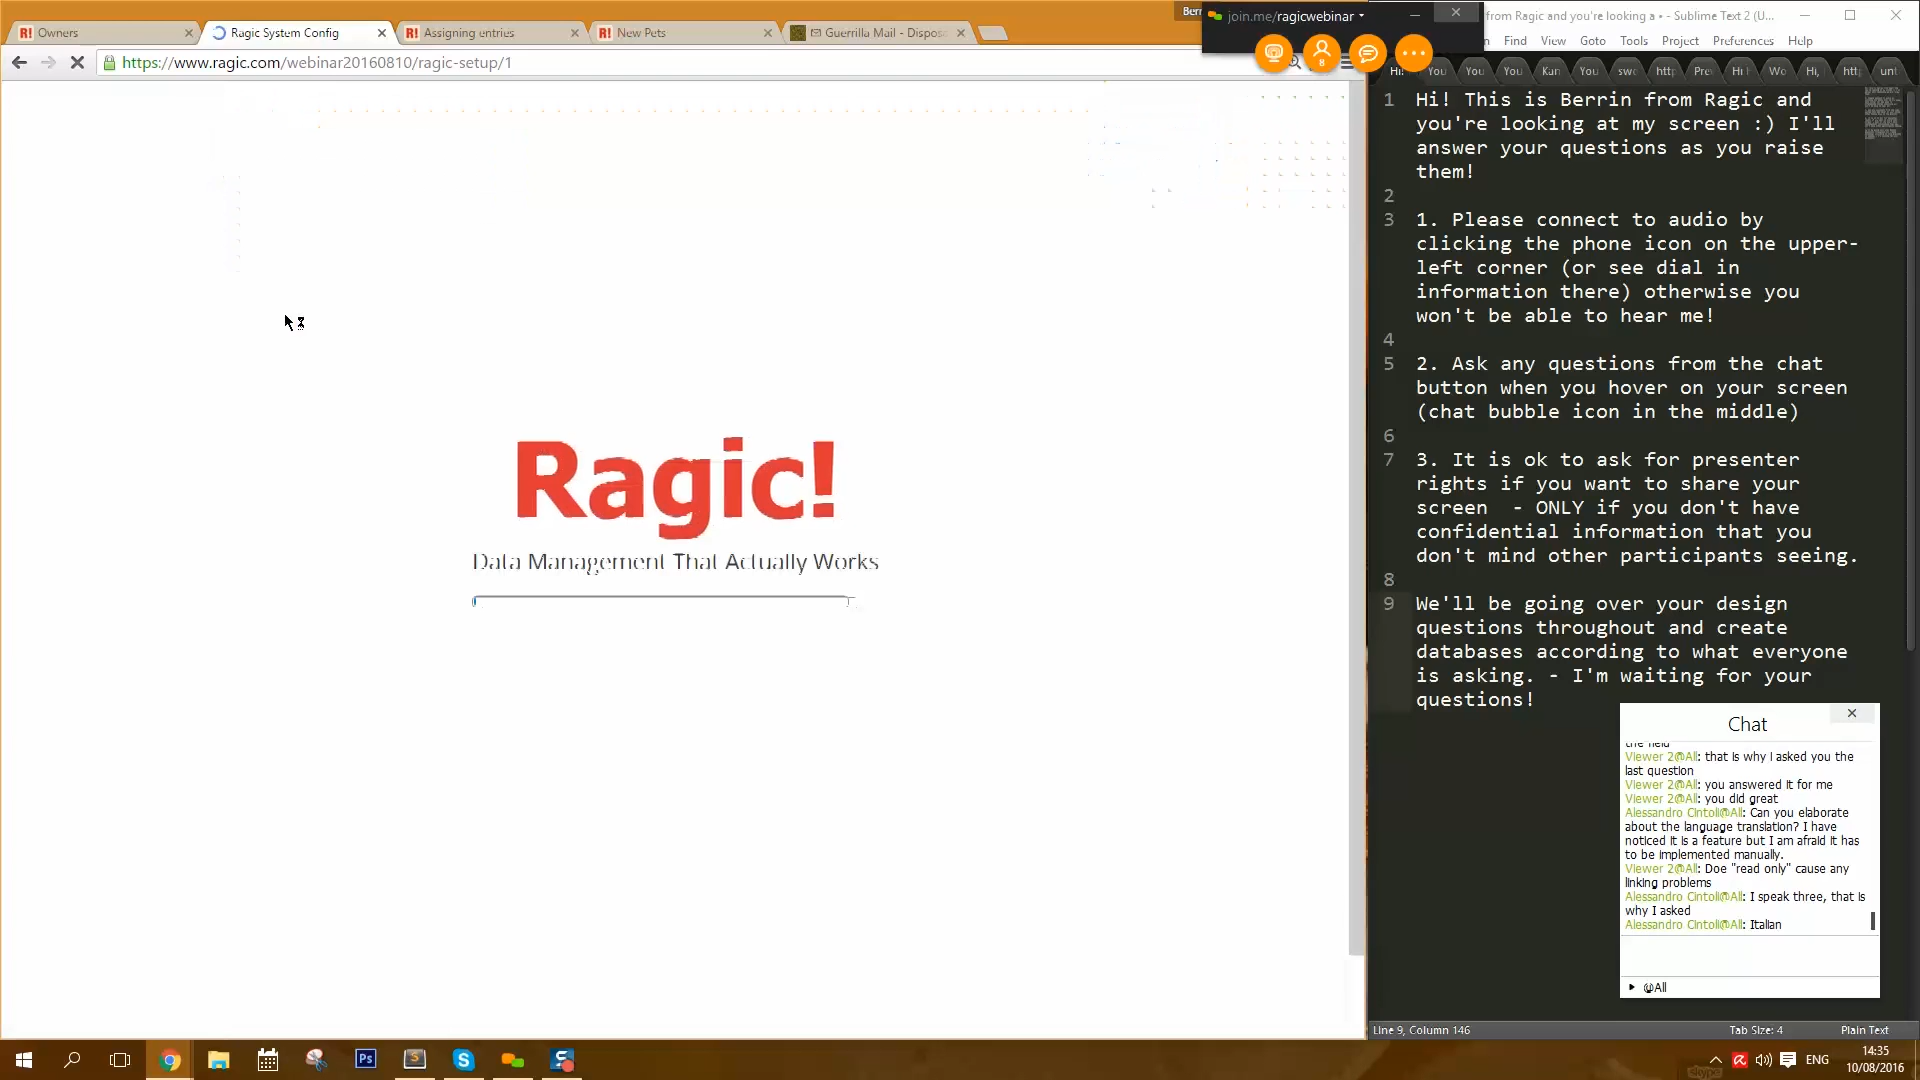 Owners
Ragic System Config
Assigning entries
New Pets
Guerrilla Mail - Dispos
https://www.ragic.com/webinar20160810/ragic-setup/1
join.me/ragicwebinar
8
from Ragic and you're looking a • - Sublime Text 2 (U...
Find View Goto Tools Project Preferences Help
You You You Kun You Hi Wo Hi,
Ragic!
Data Management That Actually Works
1 Hi! This is Berrin from Ragic and
you're looking at my screen :) I'll
answer your questions as you raise
them!
2
3 1. Please connect to audio by
clicking the phone icon on the upper-
left corner (or see dial in
information there) otherwise you
won't be able to hear me!
4
5 2. Ask any questions from the chat
button when you hover on your screen
(chat bubble icon in the middle)
6
7 3. It is ok to ask for presenter
rights if you want to share your
screen  - ONLY if you don't have
confidential information that you
don't mind other participants seeing.
8
9 We'll be going over your design
questions throughout and create
databases according to what everyone
is asking. - I'm waiting for your
questions!
Chat
the field
Viewer 2@All: that is why I asked you the
last question
Viewer 2@All: you answered it for me
Viewer 2@All: you did great
Alessandro Cintoli@All: Can you elaborate
about the language translation? I have
noticed it is a feature but I am afraid it has
to be implemented manually.
Viewer 2@All: Doe "read only" cause any
linking problems
Alessandro Cintoli@All: I speak three, that is
why I asked
Alessandro Cintoli@All: Italian
@All
Line 9, Column 146
Tab Size: 4
Plain Text
ENG
14:35
10/08/2016